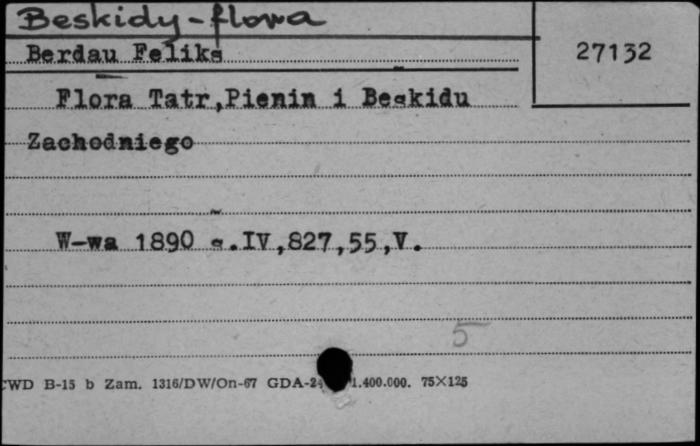 Beskidy-flora
Berdau Feliks
27132
Flora Tatr,Pienin i Beskidu
Zachodniego
W-wa 1890 s.IV,827,55,V.
5
CWD B-15 b Zam. 1316/DW/On-67 GDA-2 1.400.000. 75X125